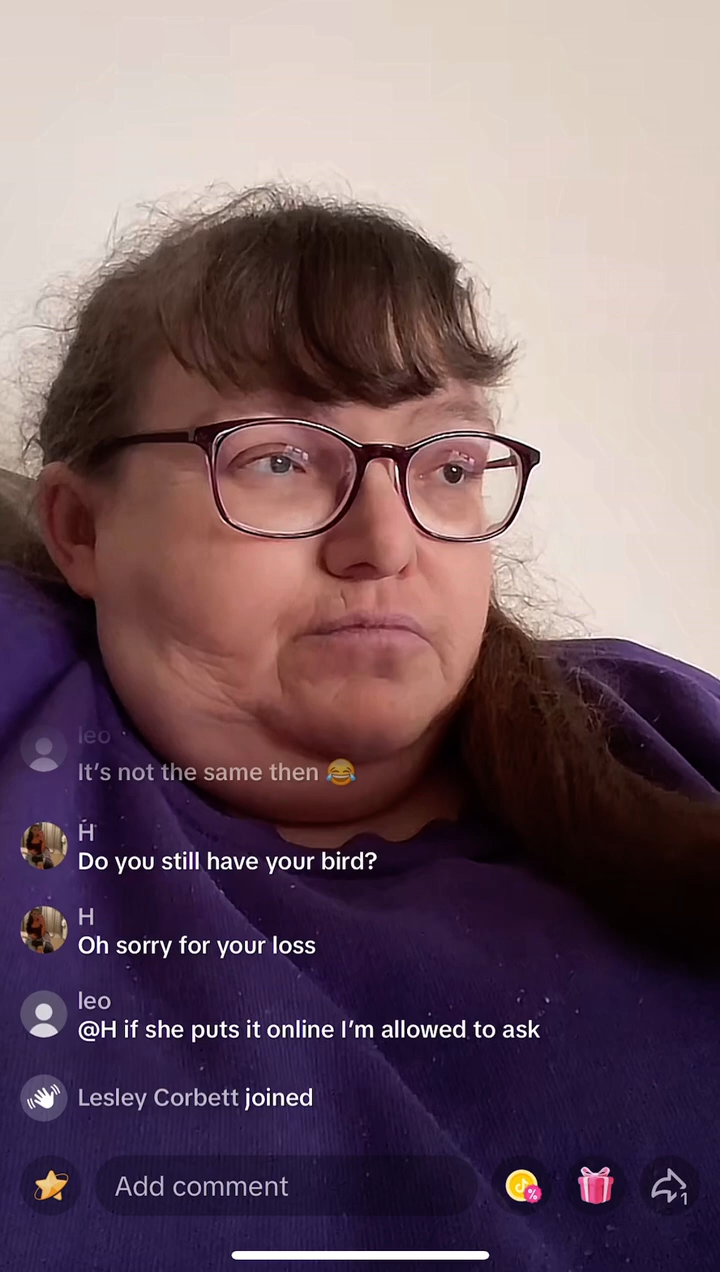 leo
It’s not the same then 😂
H
Do you still have your bird?
H
Oh sorry for your loss
leo
@H if she puts it online I’m allowed to ask
Lesley Corbett joined
Add comment
1